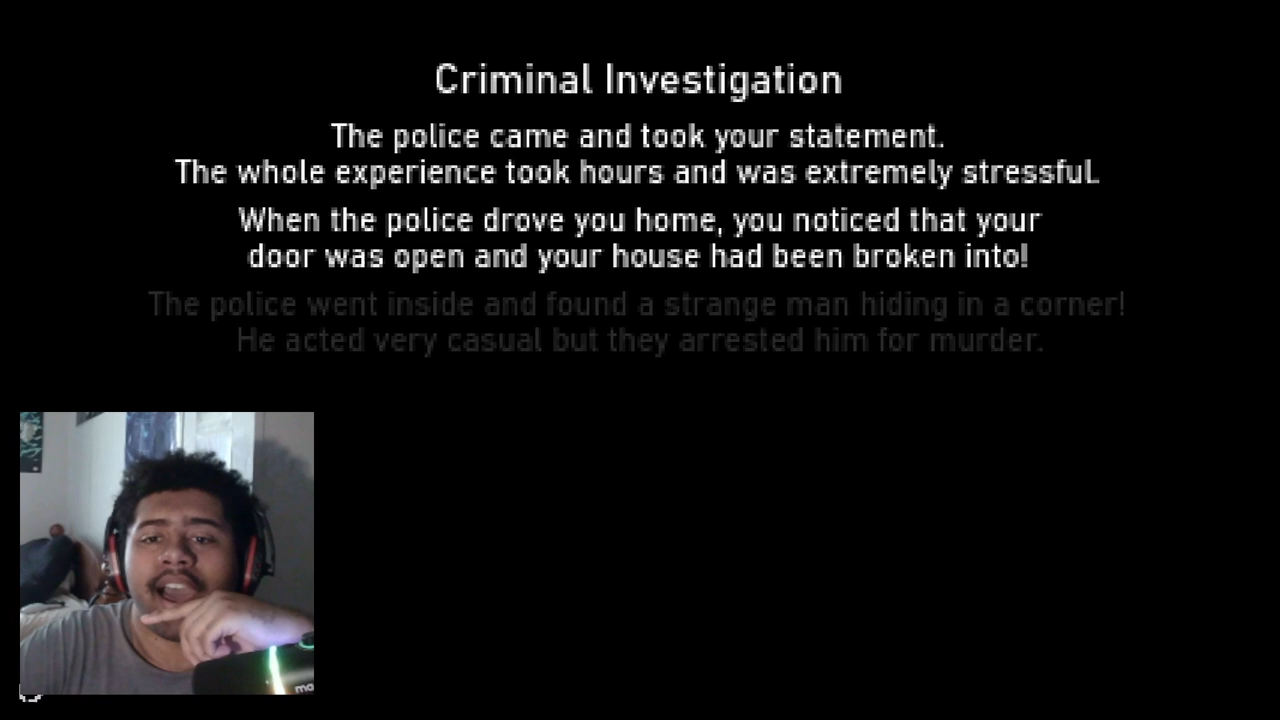 Criminal Investigation
The police came and took your statement.
The whole experience took hours and was extremely stressful.
When the police drove you home, you noticed that your
door was open and your house had been broken into!
The police went inside and found a strange man hiding in a corner!
He acted very casual but they arrested him for murder.